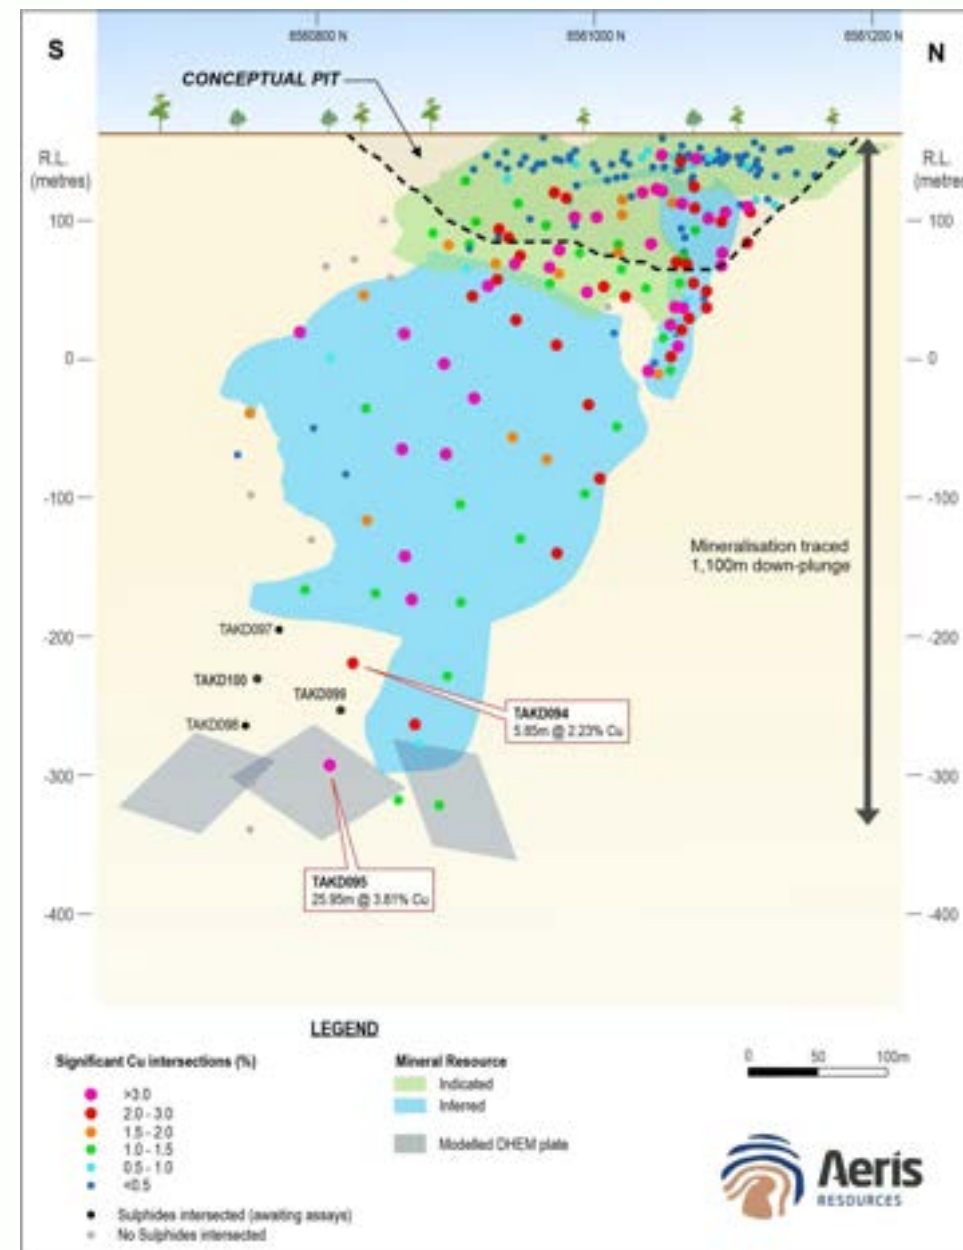 S
8560800 N
8561000 N
8561200 N
N
CONCEPTUAL PIT
R.L.
(metres)
R.L.
(metres
100
100
0
0
-100
-100
Mineralisation traced
1,100m down-plunge
-200
-200
TAKD097
TAKD100
TAKD099
TAKD098
TAKD094
5.85m @ 2.23% Cu
-300
-300
TAKD095
25.95m @ 3.81% Cu
-400
-400
LEGEND
Significant Cu intersections (%)
>3.0
2.0 - 3.0
1.5 - 2.0
1.0 - 1.5
0.5 - 1.0
<0.5
Sulphides intersected (awaiting assays)
No Sulphides intersected
Mineral Resource
Indicated
Inferred
Modelled DHEM plate
0 50 100m
Aeris
RESOURCES